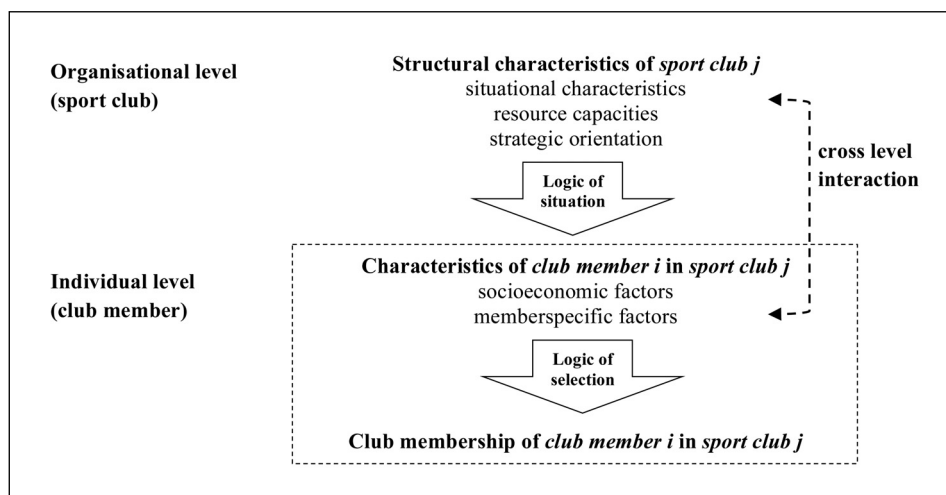 Organisational level
(sport club)
Structural characteristics of sport club j
situational characteristics
resource capacities
strategic orientation
cross level
interaction
Logic of
situation
Individual level
(club member)
Characteristics of club member i in sport club j
socioeconomic factors
memberspecific factors
Logic of
selection
Club membership of club member i in sport club j